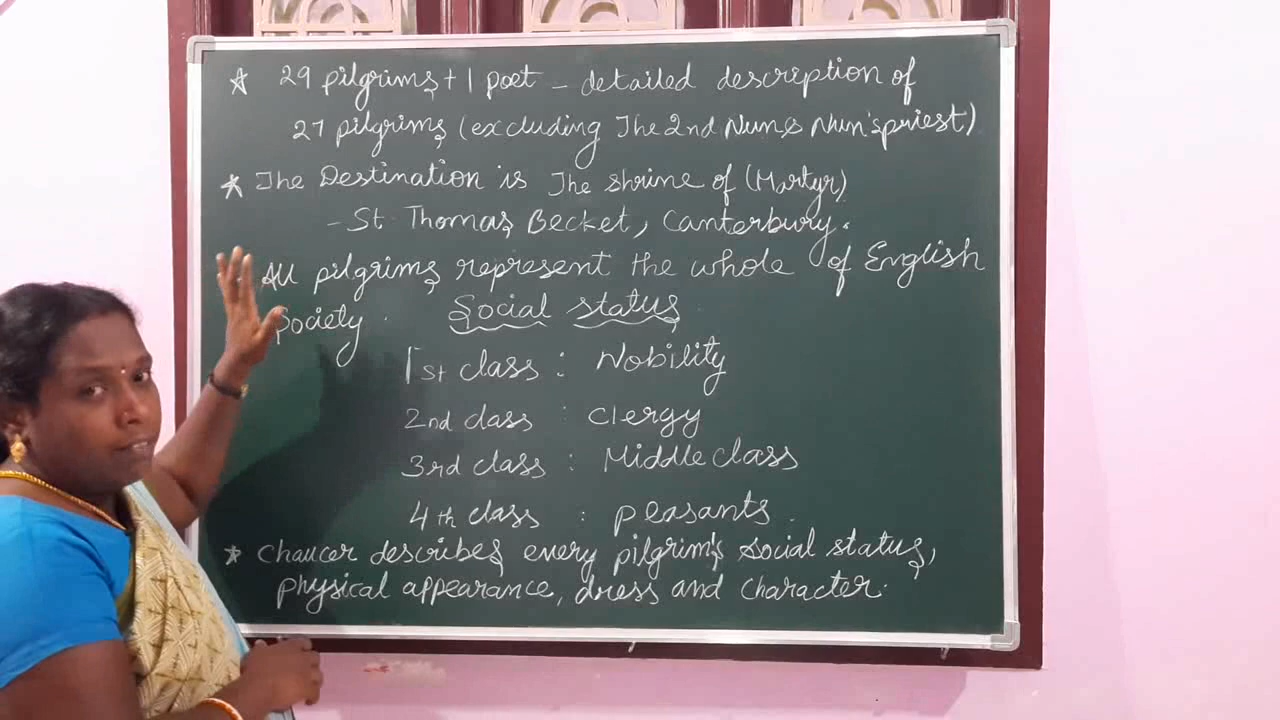 29 pilgrims + 1 poet - detailed description of
27 pilgrims (excluding The 2nd Nun & Nun's priest)
The Destination is The shrine of (Martyr)
- St Thomas Becket, Canterbury.
All pilgrims represent the whole of English
Society. Social status
1st class : Nobility
2nd class : Clergy
3rd class : Middle class
4th class : peasants
Chaucer describes every pilgrim's social status,
physical appearance, dress and character.